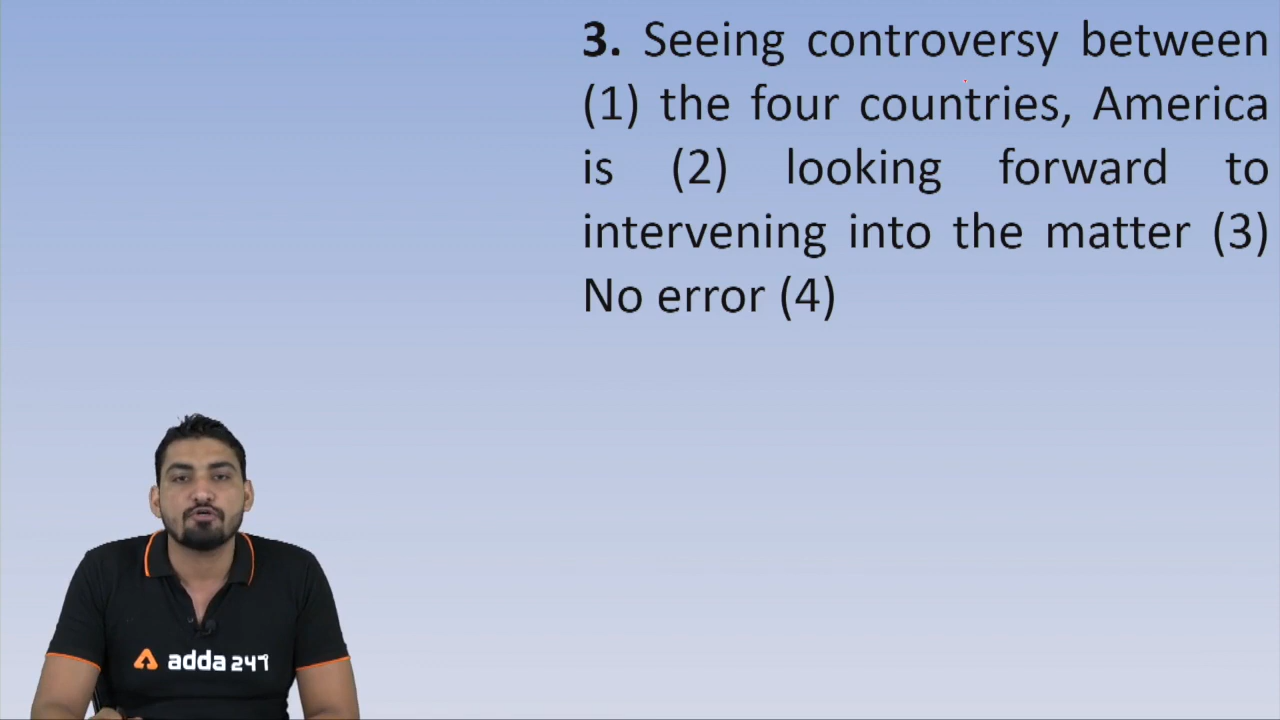 3. Seeing controversy between
(1) the four countries, America
is (2) looking forward to
intervening into the matter (3)
No error (4)
adda 247